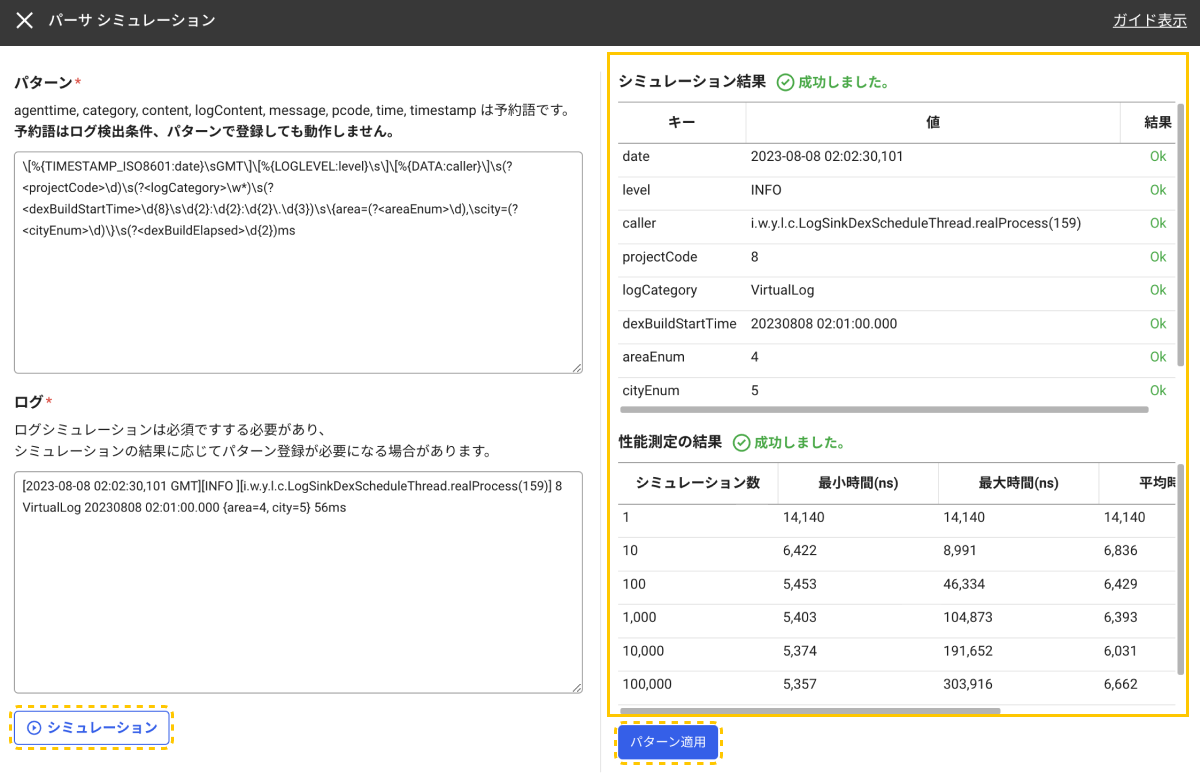 パーサ シミュレーション
ガイド表示
パターン*
agenttime, category, content, logContent, message, pcode, time, timestamp は予約語です。
予約語はログ検出条件、パターンで登録しても動作しません。
\[%{TIMESTAMP_ISO8601:date}\sGMT\]\[%{LOGLEVEL:level}\s\]\[%{DATA:caller}\]\s(?
<projectCode>\d)\s(?<logCategory>\w*)\s(?
<dexBuildStartTime>\d{8}\s\d{2}:\d{2}:\d{2}\.\d{3})\s\{area=(?<areaEnum>\d),\scity=(?
<cityEnum>\d)\}\s(?<dexBuildElapsed>\d{2})ms
ログ*
ログシミュレーションは必須ですする必要があり、
シミュレーションの結果に応じてパターン登録が必要になる場合があります。
[2023-08-08 02:02:30,101 GMT][INFO ][i.w.y.l.c.LogSinkDexScheduleThread.realProcess(159)] 8
VirtualLog 20230808 02:01:00.000 {area=4, city=5} 56ms
シミュレーション
シミュレーション結果 成功しました。
キー 値 結果
date 2023-08-08 02:02:30,101 Ok
level INFO Ok
caller i.w.y.l.c.LogSinkDexScheduleThread.realProcess(159) Ok
projectCode 8 Ok
logCategory VirtualLog Ok
dexBuildStartTime 20230808 02:01:00.000 Ok
areaEnum 4 Ok
cityEnum 5 Ok
性能測定の結果 成功しました。
シミュレーション数 最小時間(ns) 最大時間(ns) 平均時
1 14,140 14,140 14,140
10 6,422 8,991 6,836
100 5,453 46,334 6,429
1,000 5,403 104,873 6,393
10,000 5,374 191,652 6,031
100,000 5,357 303,916 6,662
パターン適用